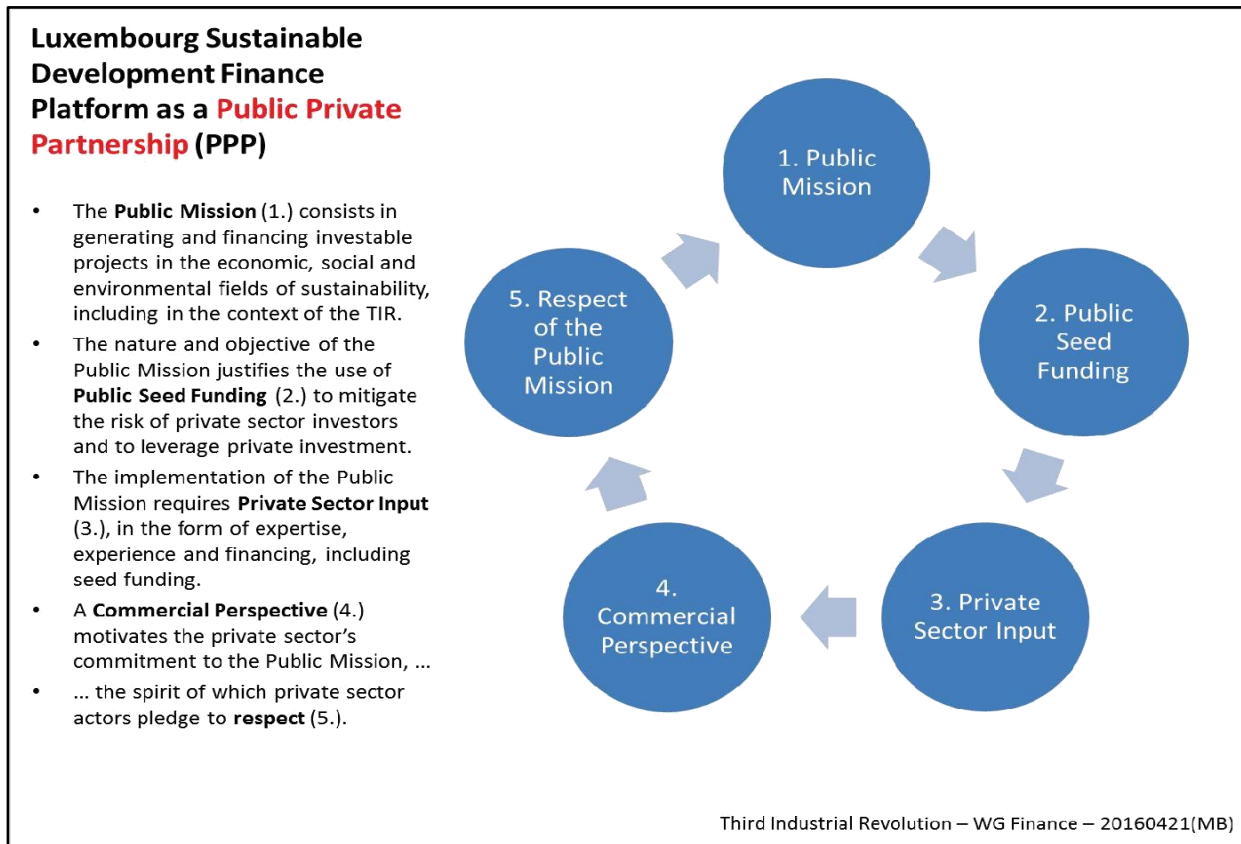 Luxembourg Sustainable
Development Finance
Platform as a Public Private
Partnership (PPP)
• The Public Mission (1.) consists in
generating and financing investable
projects in the economic, social and
environmental fields of sustainability,
including in the context of the TIR.
• The nature and objective of the
Public Mission justifies the use of
Public Seed Funding (2.) to mitigate
the risk of private sector investors
and to leverage private investment.
• The implementation of the Public
Mission requires Private Sector Input
(3.), in the form of expertise,
experience and financing, including
seed funding.
• A Commercial Perspective (4.)
motivates the private sector’s
commitment to the Public Mission, ...
• ... the spirit of which private sector
actors pledge to respect (5.).
1. Public
Mission
2. Public
Seed
Funding
3. Private
Sector Input
4.
Commercial
Perspective
5. Respect
of the
Public
Mission
Third Industrial Revolution – WG Finance – 20160421(MB)